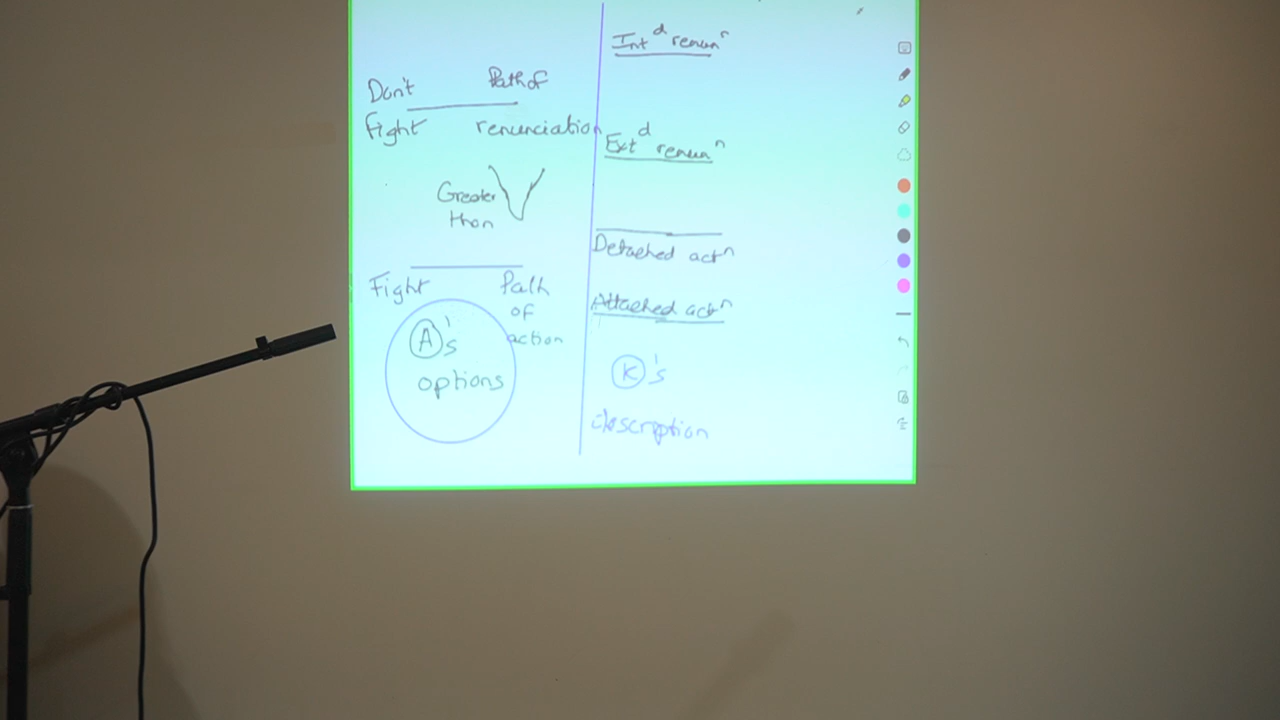 Don't Path of
Fight renunciation
Greater
than
Fight Path
of
action
A's
options
Int^d renun^n
Ext^d renun^n
Detached act^n
Attached act^n
K's
description